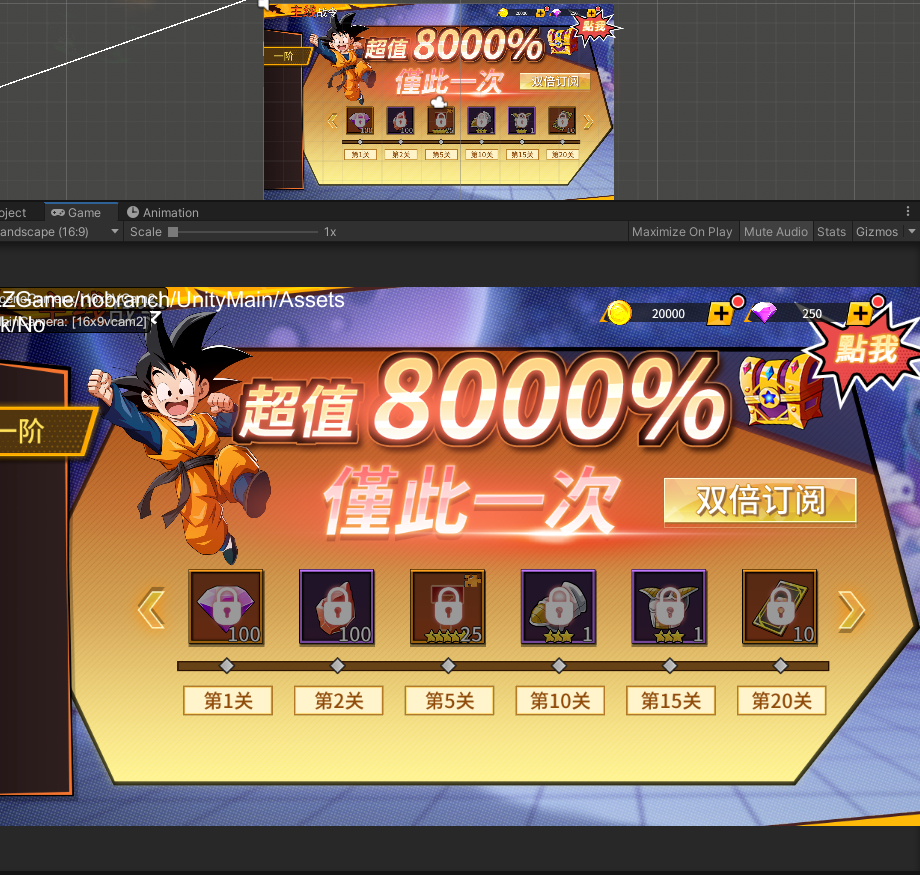 主线战令
一阶
點我
超值8000%
僅此一次
双倍订阅
100
100
25
1
1
10
第1关
第2关
第5关
第10关
第15关
第20关
oject
Game
Animation
andscape (16:9)
Scale
1x
Maximize On Play
Mute Audio
Stats
Gizmos
ZGame/nobranch/UnityMain/Assets
k/No
Camera: [16x9vcam2]
20000
250
點我
一阶
超值8000%
僅此一次
双倍订阅
100
100
25
1
1
10
第1关
第2关
第5关
第10关
第15关
第20关